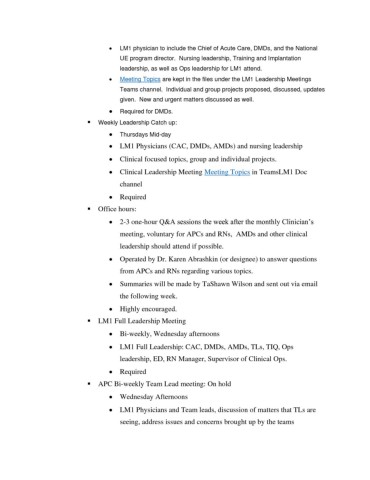 • LM1 physician to include the Chief of Acute Care, DMDs, and the National
UE program director.  Nursing leadership, Training and Implantation
leadership, as well as Ops leadership for LM1 attend.
• Meeting Topics are kept in the files under the LM1 Leadership Meetings
Teams channel.  Individual and group projects proposed, discussed, updates
given.  New and urgent matters discussed as well.
• Required for DMDs.
▪ Weekly Leadership Catch up:
• Thursdays Mid-day
• LM1 Physicians (CAC, DMDs, AMDs) and nursing leadership
• Clinical focused topics, group and individual projects.
• Clinical Leadership Meeting Meeting Topics in TeamsLM1 Doc
channel
• Required
▪ Office hours:
• 2-3 one-hour Q&A sessions the week after the monthly Clinician's
meeting, voluntary for APCs and RNs,  AMDs and other clinical
leadership should attend if possible.
• Operated by Dr. Karen Abrashkin (or designee) to answer questions
from APCs and RNs regarding various topics.
• Summaries will be made by TaShawn Wilson and sent out via email
the following week.
• Highly encouraged.
▪ LM1 Full Leadership Meeting
• Bi-weekly, Wednesday afternoons
• LM1 Full Leadership: CAC, DMDs, AMDs, TLs, TIQ, Ops
leadership, ED, RN Manager, Supervisor of Clinical Ops.
• Required
▪ APC Bi-weekly Team Lead meeting: On hold
• Wednesday Afternoons
• LM1 Physicians and Team leads, discussion of matters that TLs are
seeing, address issues and concerns brought up by the teams